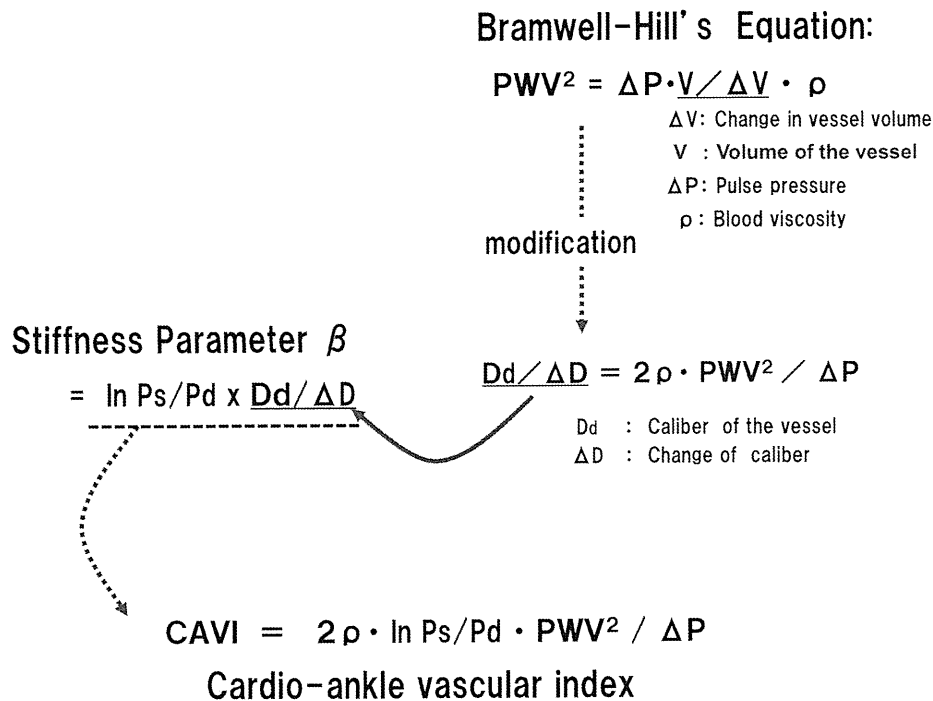 Bramwell-Hill's Equation:
PWV² = ΔP·V/ΔV · ρ
ΔV: Change in vessel volume
V : Volume of the vessel
ΔP: Pulse pressure
ρ: Blood viscosity
modification
Stiffness Parameter β
= ln Ps/Pd x Dd/ΔD
Dd/ΔD = 2ρ· PWV² / ΔP
Dd : Caliber of the vessel
ΔD : Change of caliber
CAVI = 2ρ· ln Ps/Pd · PWV² / ΔP
Cardio-ankle vascular index